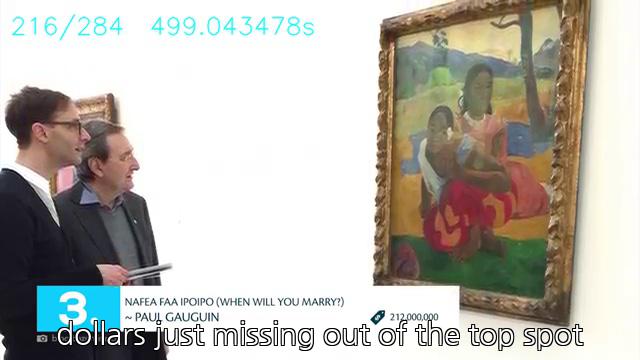 216/284 499.043478s
3
NAFEA FAA IPOIPO (WHEN WILL YOU MARRY?)
~ PAUL GAUGUIN
212,000,000
dollars just missing out of the top spot